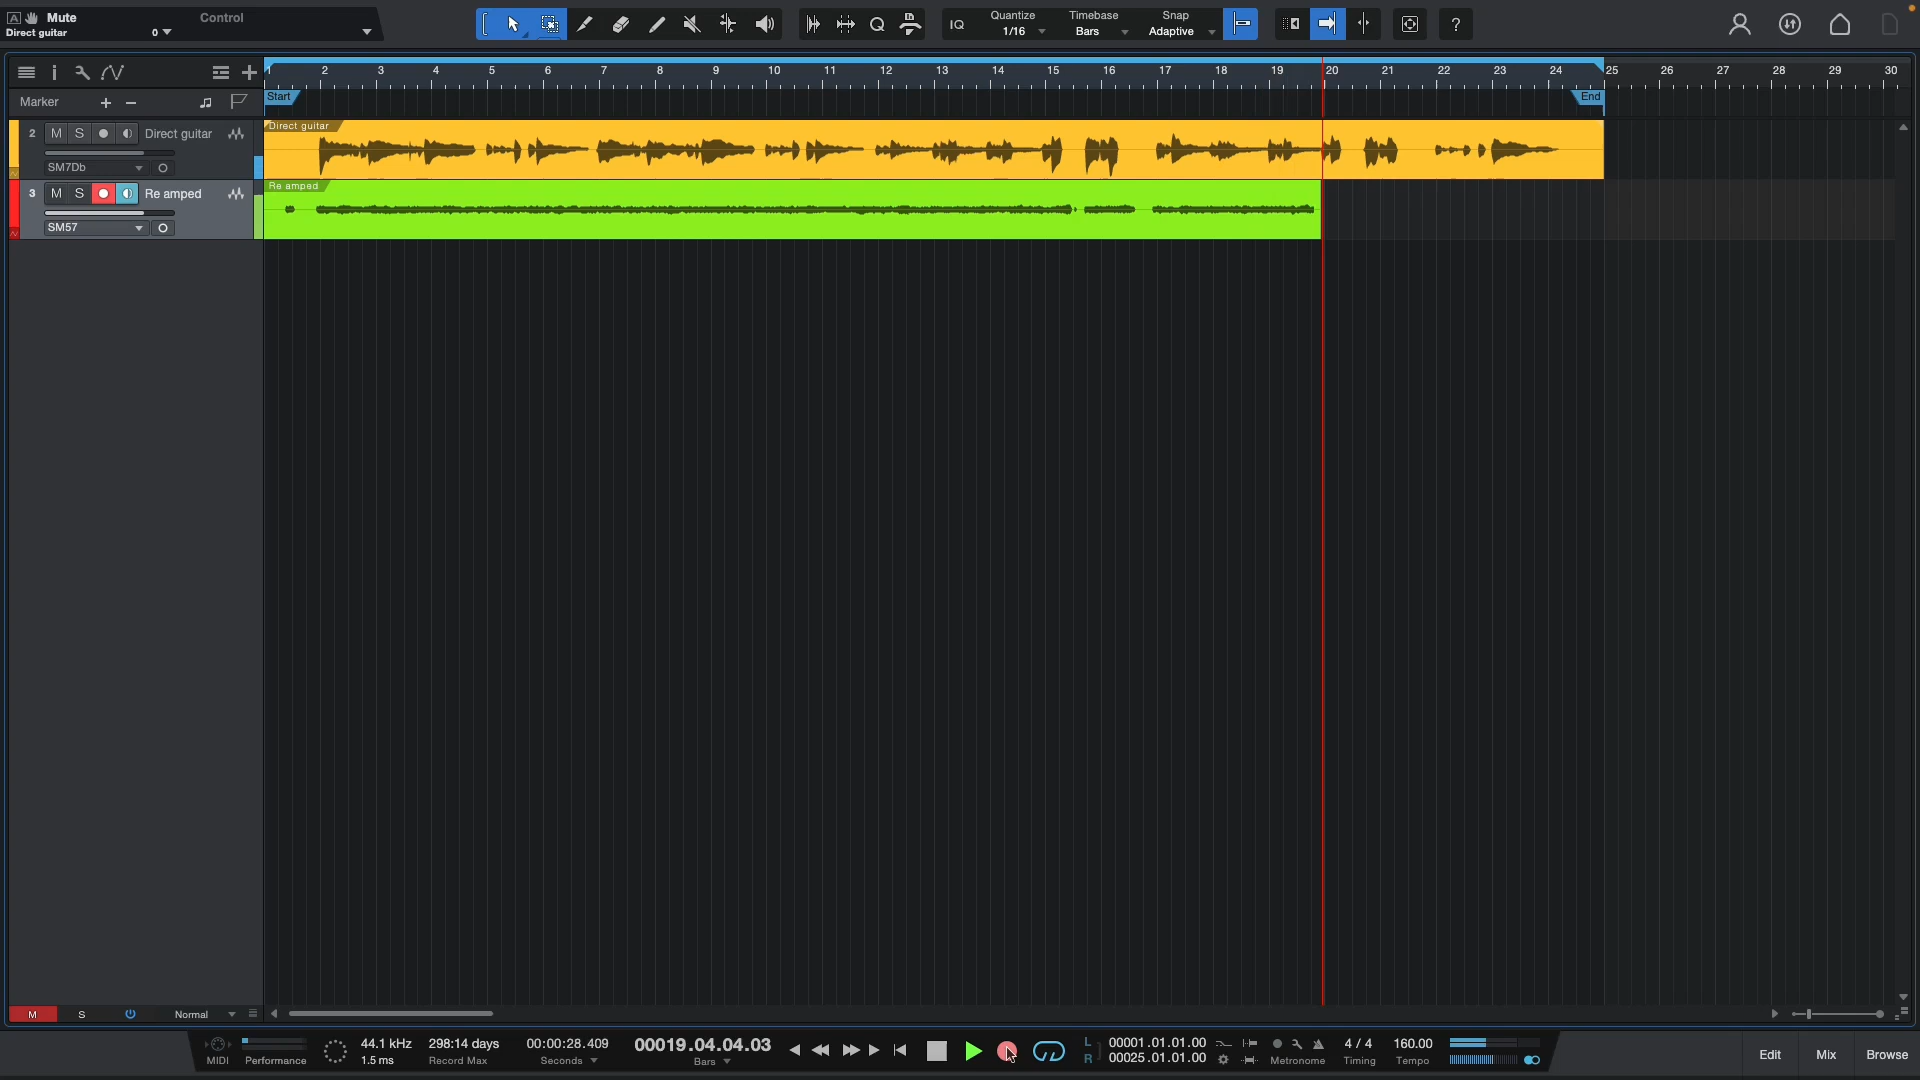 A Mute Control
Direct guitar 0
IQ Quantize Timebase Snap
1/16 Bars Adaptive
?
1 2 3 4 5 6 7 8 9 10 11 12 13 14 15 16 17 18 19 20 21 22 23 24 25 26 27 28 29 30
Marker
Start End
2 M S Direct guitar
SM7Db
Direct guitar
3 M S Re amped
SM57
Re amped
M S Normal
MIDI Performance
44.1 kHz
1.5 ms
298:14 days
Record Max
00:00:28.409
Seconds
00019.04.04.03
Bars
L 00001.01.01.00
R 00025.01.01.00
Metronome
4 / 4
Timing
160.00
Tempo
Edit Mix Browse